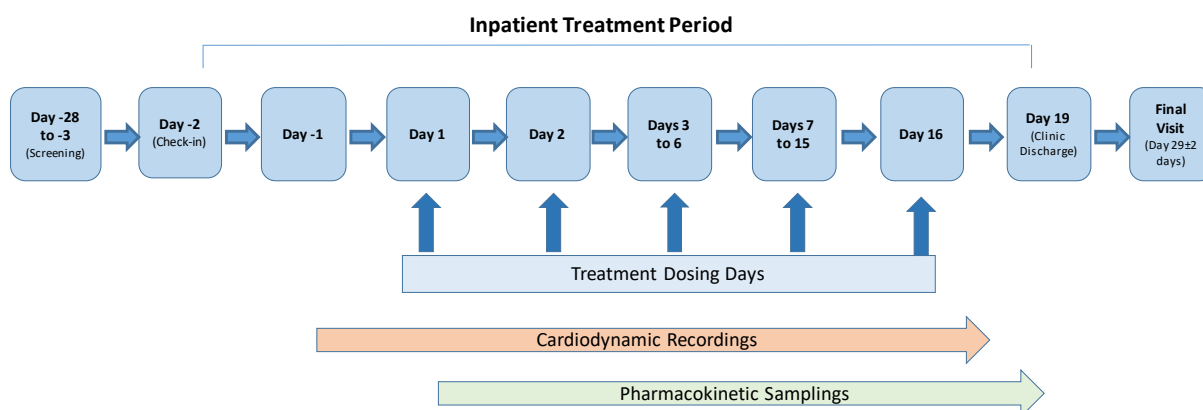 Inpatient Treatment Period
Day -28
to -3
(Screening)
Day -2
(Check-in)
Day -1
Day 1
Day 2
Days 3
to 6
Days 7
to 15
Day 16
Day 19
(Clinic
Discharge)
Final
Visit
(Day 29±2
days)
Treatment Dosing Days
Cardiodynamic Recordings
Pharmacokinetic Samplings